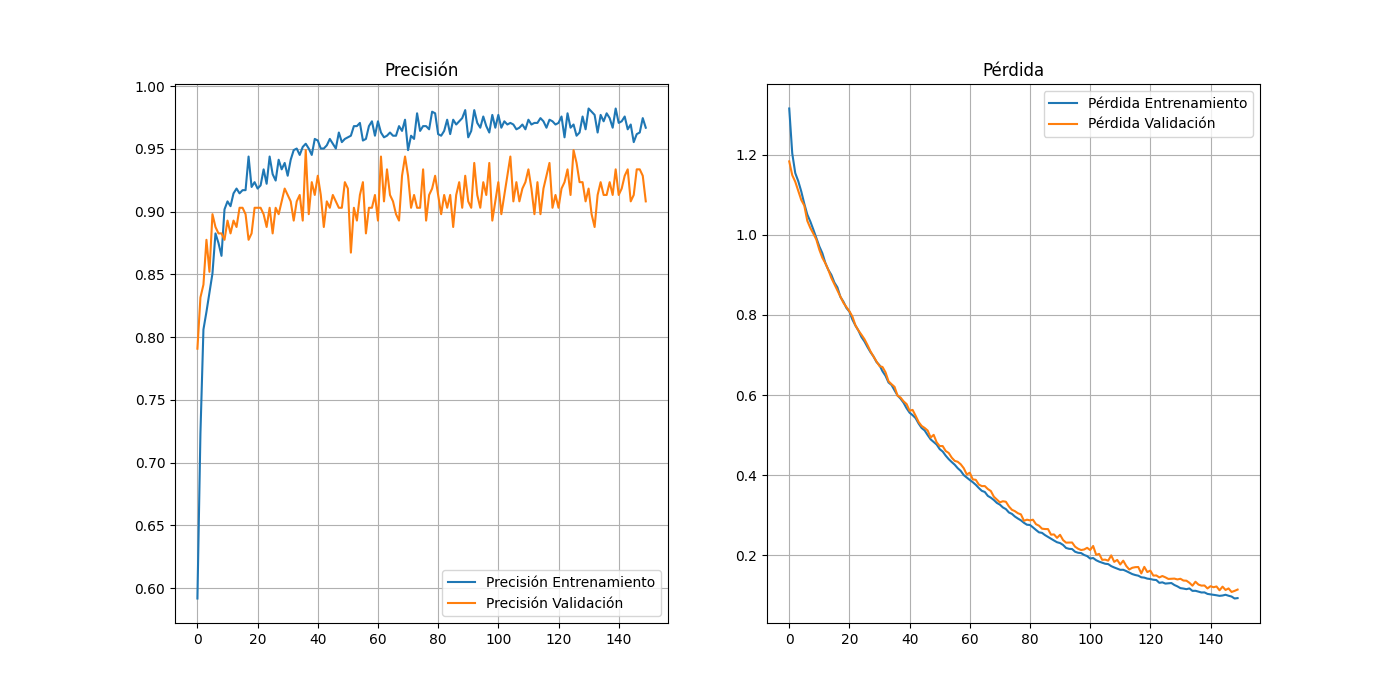 Precisión
1.00
0.95
0.90
0.85
0.80
0.75
0.70
0.65
0.60
Precisión Entrenamiento
Precisión Validación
0 20 40 60 80 100 120 140
Pérdida
Pérdida Entrenamiento
Pérdida Validación
1.2
1.0
0.8
0.6
0.4
0.2
0 20 40 60 80 100 120 140